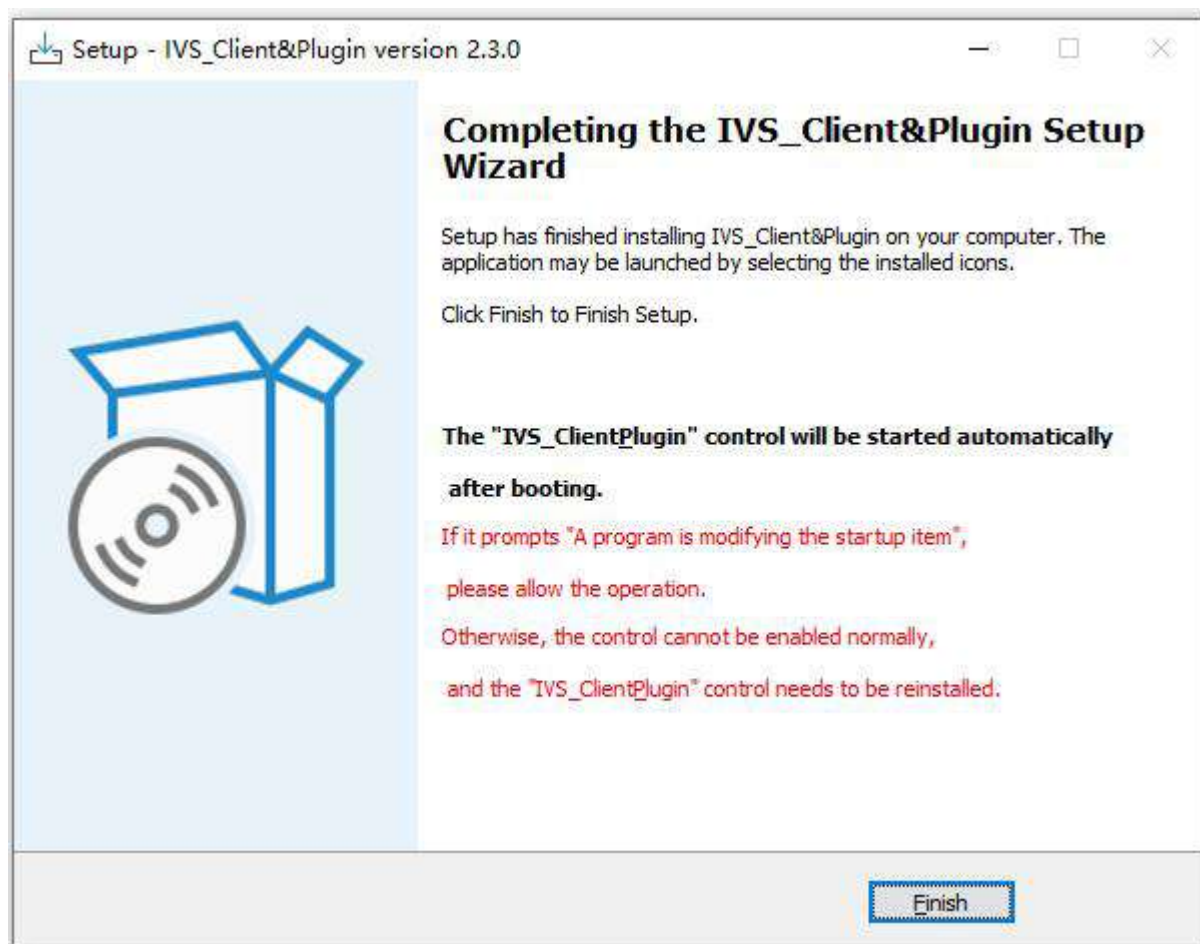 Setup - IVS_Client&Plugin version 2.3.0
Completing the IVS_Client&Plugin Setup
Wizard
Setup has finished installing IVS_Client&Plugin on your computer. The
application may be launched by selecting the installed icons.
Click Finish to Finish Setup.
The "IVS_ClientPlugin" control will be started automatically
after booting.
If it prompts "A program is modifying the startup item",
please allow the operation.
Otherwise, the control cannot be enabled normally,
and the "IVS_ClientPlugin" control needs to be reinstalled.
Finish